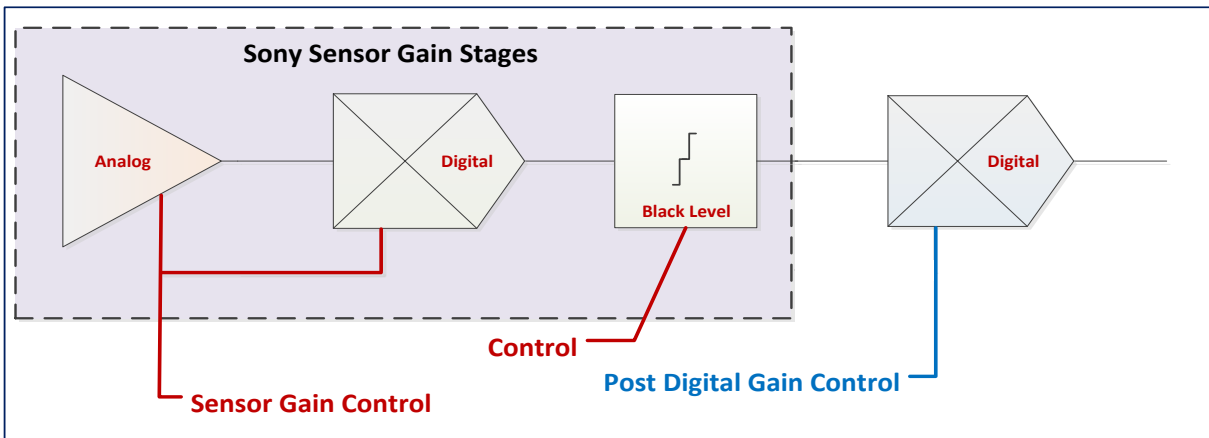 Sony Sensor Gain Stages
Analog
Digital
Black Level
Digital
Control
Post Digital Gain Control
Sensor Gain Control